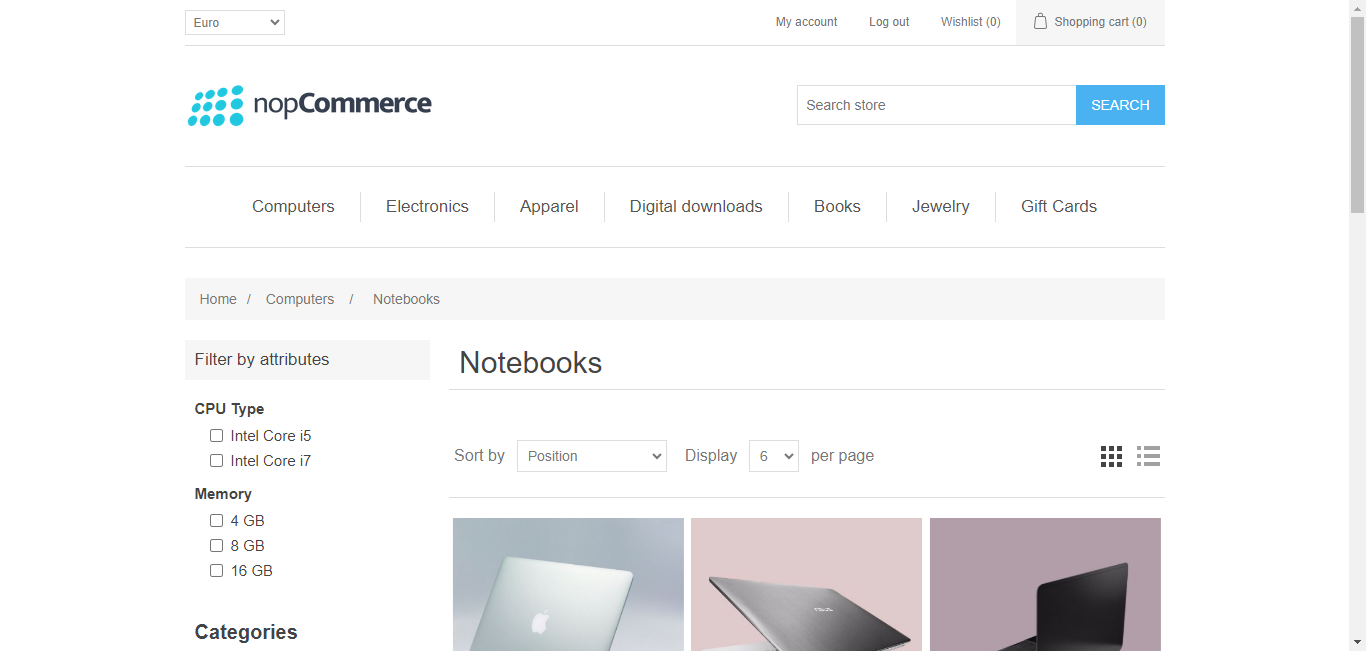 Euro
My account
Log out
Wishlist (0)
Shopping cart (0)
nopCommerce
Search store
SEARCH
Computers
Electronics
Apparel
Digital downloads
Books
Jewelry
Gift Cards
Home / Computers / Notebooks
Filter by attributes
CPU Type
Intel Core i5
Intel Core i7
Memory
4 GB
8 GB
16 GB
Categories
Notebooks
Sort by Position Display 6 per page